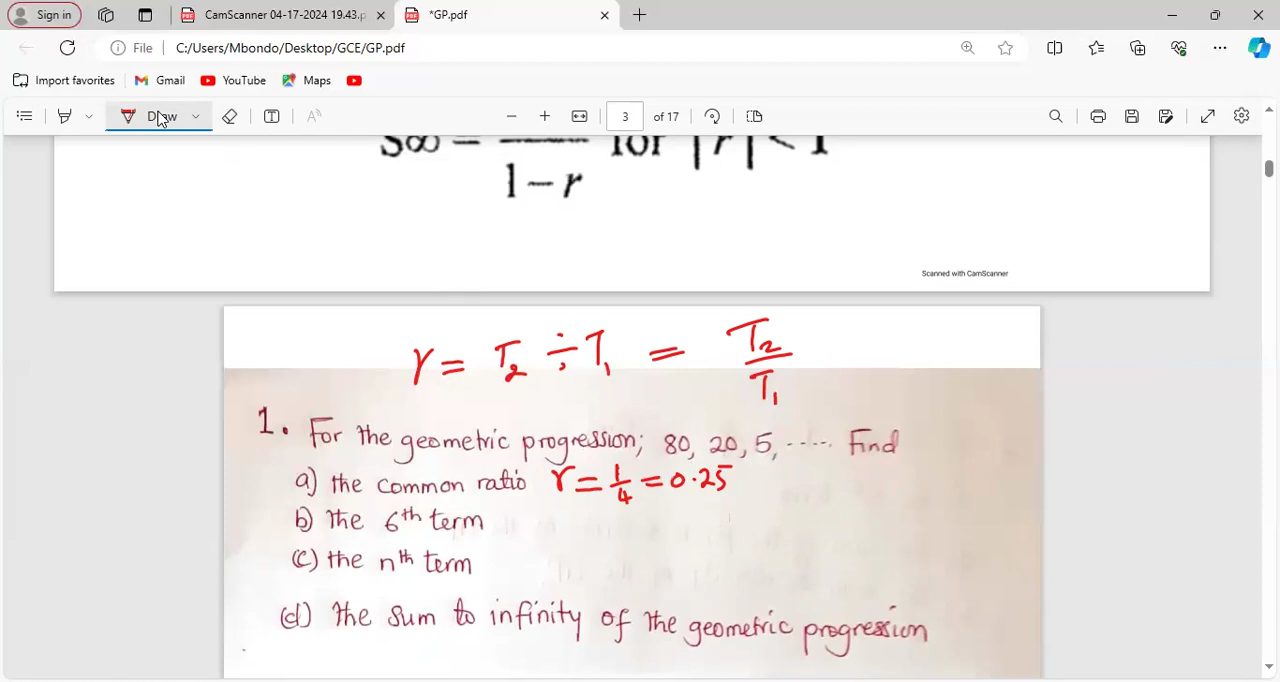 Sign in
CamScanner 04-17-2024 19.43.p
*GP.pdf
File C:/Users/Mbondo/Desktop/GCE/GP.pdf
Import favorites Gmail YouTube Maps
Draw 3 of 17
S∞ = for |r| < 1
1 – r
Scanned with CamScanner
r = T₂ ÷ T₁ = T₂/T₁
1. For the geometric progression; 80, 20, 5, ..... Find
a) the common ratio r = 1/4 = 0.25
b) the 6th term
(c) the nth term
(d) the sum to infinity of the geometric progression